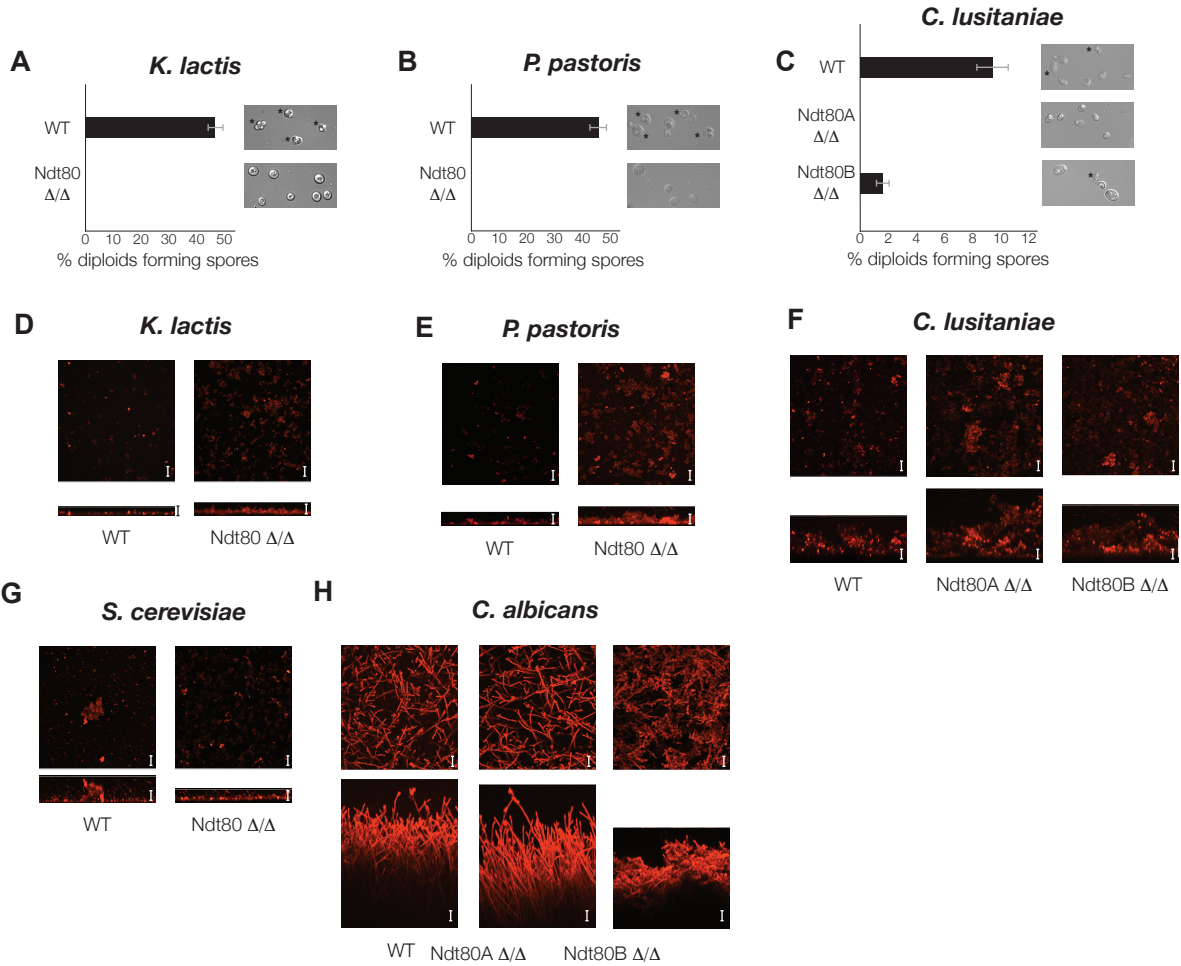 A
K. lactis
WT
Ndt80
Δ/Δ
* * * *
0 10 20 30 40 50
% diploids forming spores
B
P. pastoris
WT
Ndt80
Δ/Δ
* * * *
0 10 20 30 40 50
% diploids forming spores
C. lusitaniae
C
WT
Ndt80A
Δ/Δ
Ndt80B
Δ/Δ
* *
*
0 2 4 6 8 10 12
% diploids forming spores
D
K. lactis
WT
Ndt80 Δ/Δ
E
P. pastoris
WT
Ndt80 Δ/Δ
F
C. lusitaniae
WT
Ndt80A Δ/Δ
Ndt80B Δ/Δ
G
S. cerevisiae
WT
Ndt80 Δ/Δ
H
C. albicans
WT
Ndt80A Δ/Δ
Ndt80B Δ/Δ